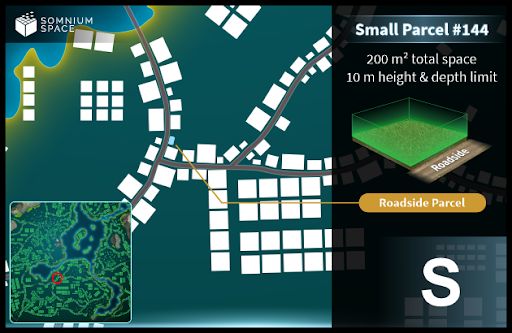 SOMNIUM
SPACE
Small Parcel #144
200 m² total space
10 m height & depth limit
Roadside
Roadside Parcel
S